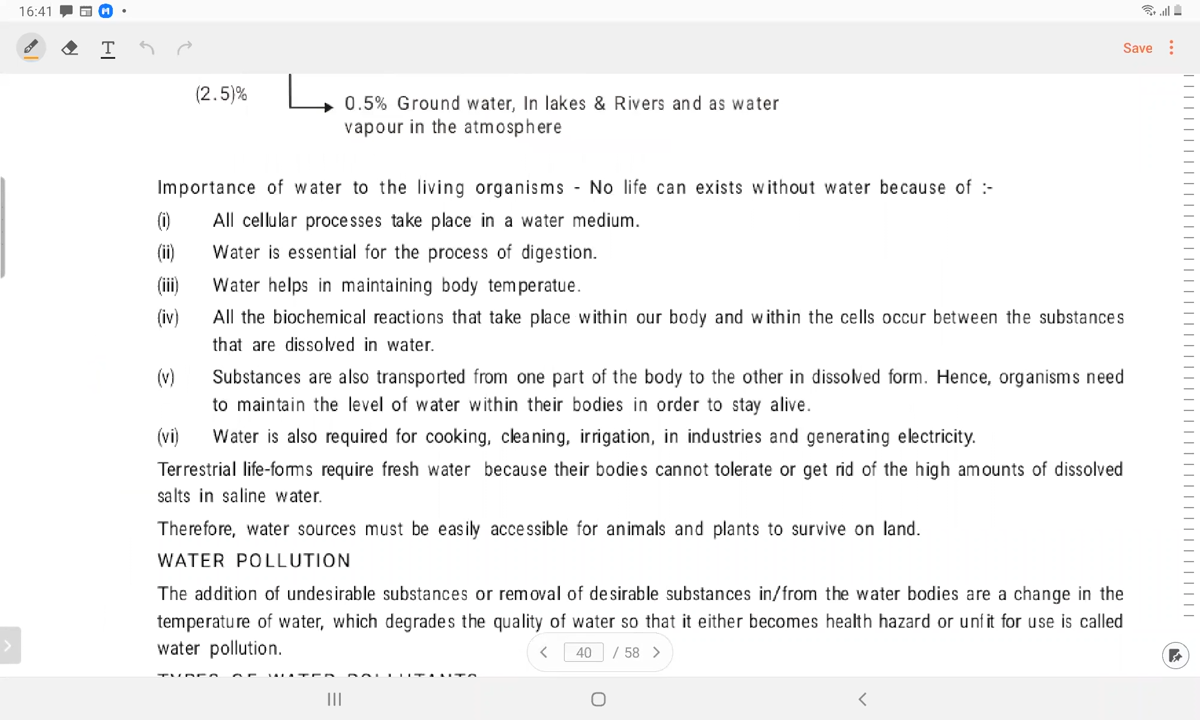 16:41
T
Save
(2.5)%
0.5% Ground water, In lakes & Rivers and as water
vapour in the atmosphere
Importance of water to the living organisms - No life can exists without water because of :-
(i) All cellular processes take place in a water medium.
(ii) Water is essential for the process of digestion.
(iii) Water helps in maintaining body temperatue.
(iv) All the biochemical reactions that take place within our body and within the cells occur between the substances
that are dissolved in water.
(v) Substances are also transported from one part of the body to the other in dissolved form. Hence, organisms need
to maintain the level of water within their bodies in order to stay alive.
(vi) Water is also required for cooking, cleaning, irrigation, in industries and generating electricity.
Terrestrial life-forms require fresh water because their bodies cannot tolerate or get rid of the high amounts of dissolved
salts in saline water.
Therefore, water sources must be easily accessible for animals and plants to survive on land.
WATER POLLUTION
The addition of undesirable substances or removal of desirable substances in/from the water bodies are a change in the
temperature of water, which degrades the quality of water so that it either becomes health hazard or unfit for use is called
water pollution.
40 / 58
TYPES OF WATER POLLUTANTS